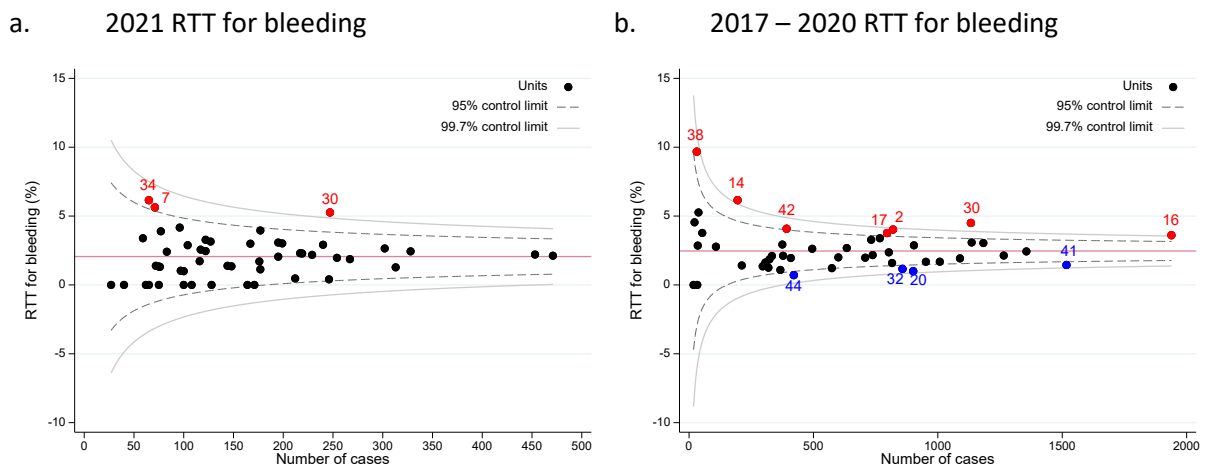 a. 2021 RTT for bleeding
15
10
5
0
-5
-10
RTT for bleeding (%)
Units
95% control limit
99.7% control limit
34
7
30
0 50 100 150 200 250 300 350 400 450 500
Number of cases
b. 2017 – 2020 RTT for bleeding
15
10
5
0
-5
-10
RTT for bleeding (%)
Units
95% control limit
99.7% control limit
38
14
42
17
2
30
16
41
44
32
20
0 500 1000 1500 2000
Number of cases